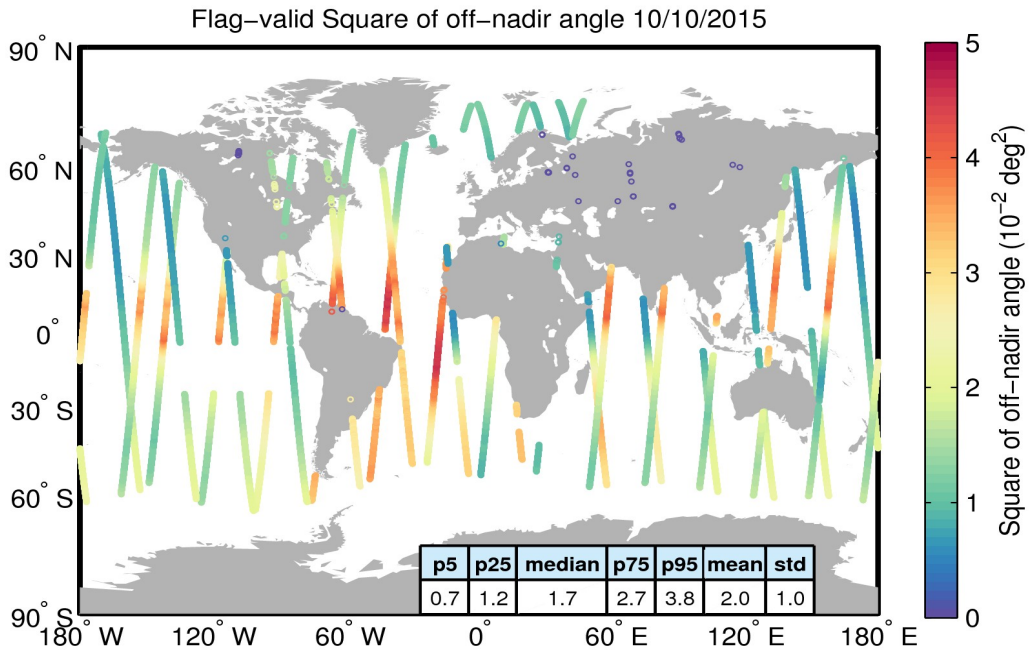 Flag−valid Square of off−nadir angle 10/10/2015
90° N
60° N
30° N
0°
30° S
60° S
90° S
180° W
120° W
60° W
0°
60° E
120° E
180° E
p5 p25 median p75 p95 mean std
0.7 1.2 1.7 2.7 3.8 2.0 1.0
5
4
3
2
1
0
Square of off−nadir angle (10⁻² deg²)